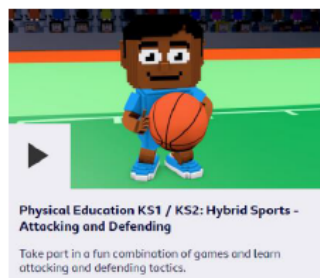 Physical Education KS1 / KS2: Hybrid Sports -
Attacking and Defending
Take part in a fun combination of games and learn
attacking and defending tactics.